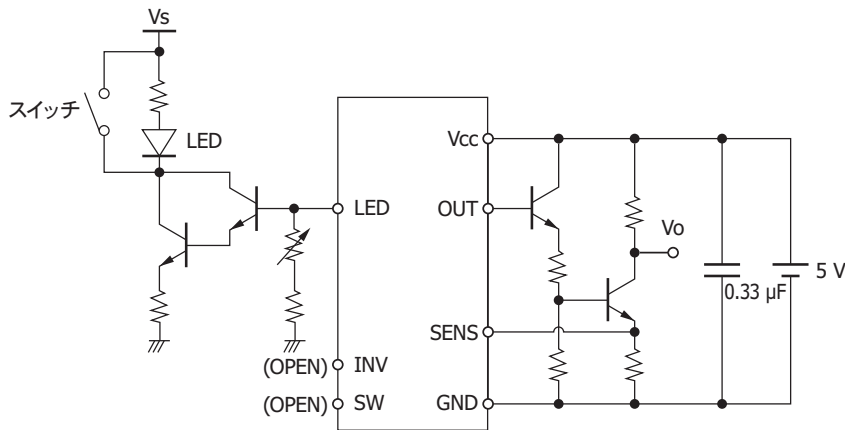 Vs
スイッチ
LED
Vcc
LED
OUT
Vo
5 V
0.33 μF
SENS
(OPEN) INV
(OPEN) SW
GND